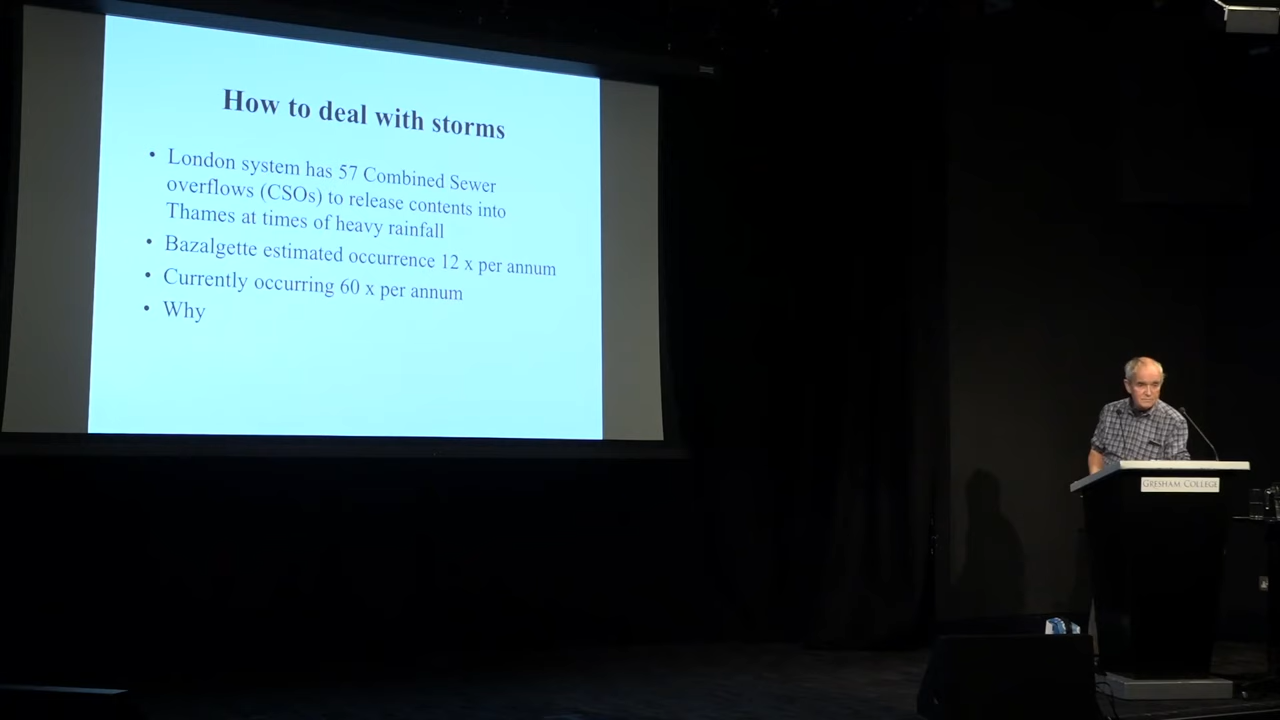 How to deal with storms
• London system has 57 Combined Sewer
overflows (CSOs) to release contents into
Thames at times of heavy rainfall
• Bazalgette estimated occurrence 12 x per annum
• Currently occurring 60 x per annum
• Why
GRESHAM COLLEGE